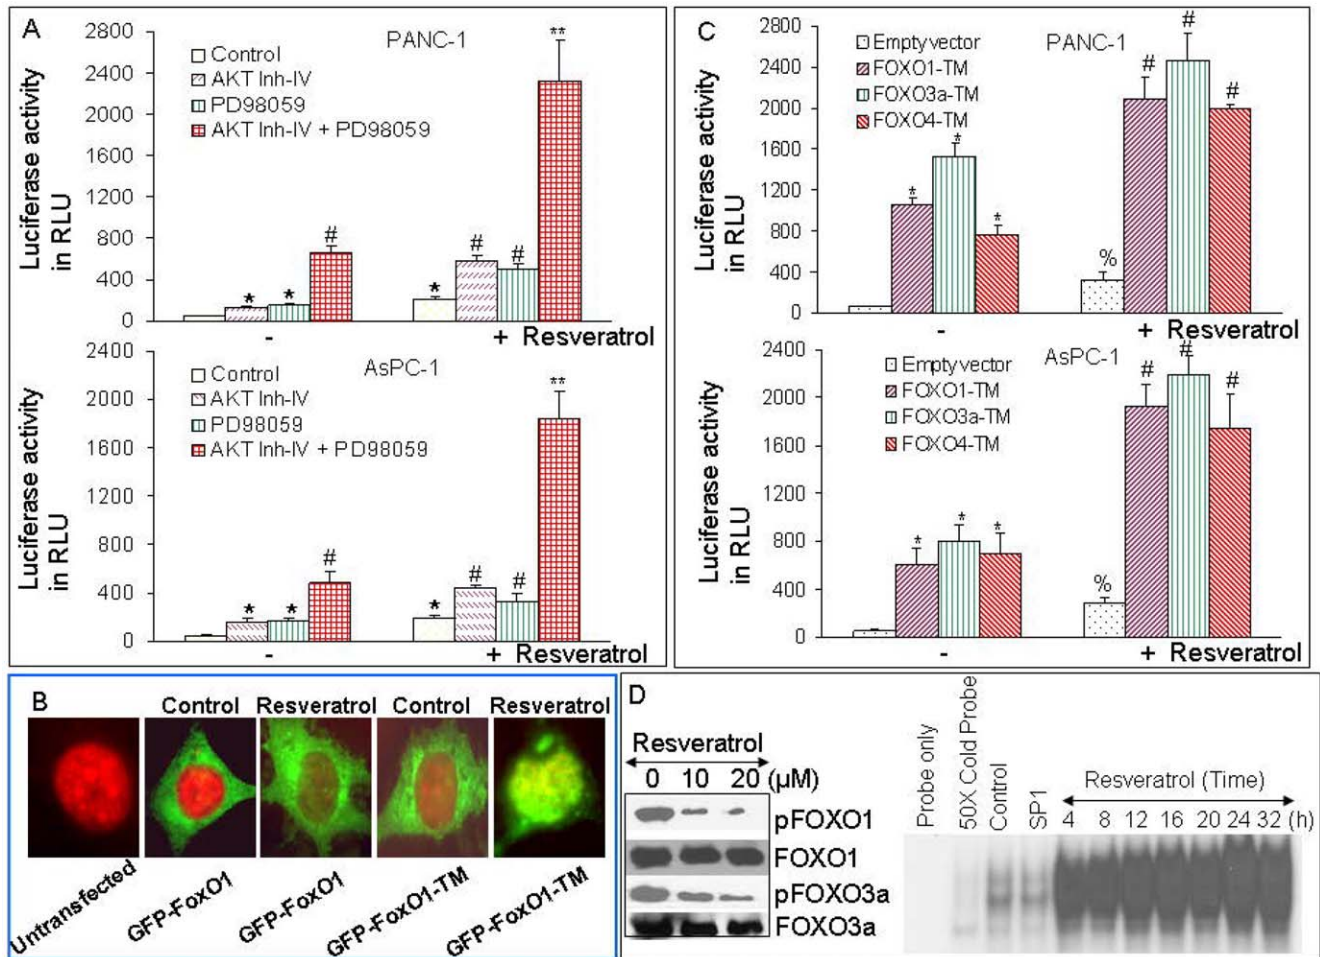 A
PANC-1
2800
2400
2000
1600
1200
800
400
0
Luciferase activity
in RLU
Control
AKT Inh-IV
PD98059
AKT Inh-IV + PD98059
* * # * # # **
- + Resveratrol
AsPC-1
2400
2000
1600
1200
800
400
0
Luciferase activity
in RLU
Control
AKT Inh-IV
PD98059
AKT Inh-IV + PD98059
* * # * # # **
- + Resveratrol
C
PANC-1
2800
2400
2000
1600
1200
800
400
0
Luciferase activity
in RLU
Empty vector
FOXO1-TM
FOXO3a-TM
FOXO4-TM
* * * % # # #
- + Resveratrol
AsPC-1
2400
2000
1600
1200
800
400
0
Luciferase activity
in RLU
Empty vector
FOXO1-TM
FOXO3a-TM
FOXO4-TM
* * * % # # #
- + Resveratrol
B
Control Resveratrol Control Resveratrol
Untransfected GFP-FoxO1 GFP-FoxO1 GFP-FoxO1-TM GFP-FoxO1-TM
D
Resveratrol
0 10 20 (µM)
pFOXO1
FOXO1
pFOXO3a
FOXO3a
Probe only
50X Cold Probe
Control
SP1
Resveratrol (Time)
4 8 12 16 20 24 32 (h)